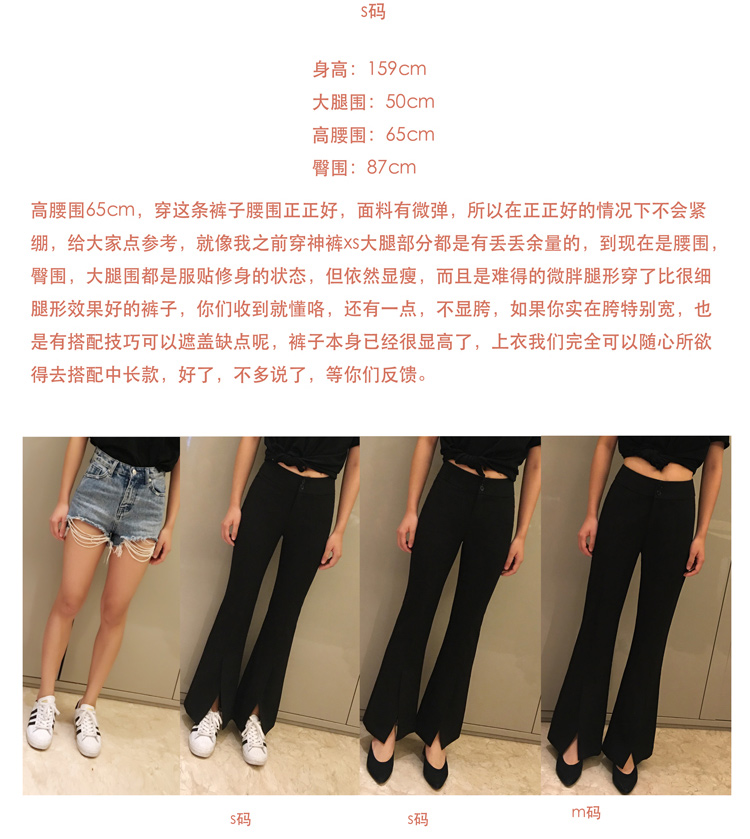 s码
身高：159cm
大腿围：50cm
高腰围：65cm
臀围：87cm
高腰围65cm，穿这条裤子腰围正正好，面料有微弹，所以在正正好的情况下不会紧
绷，给大家点参考，就像我之前穿神裤xs大腿部分都是有丢丢余量的，到现在是腰围，
臀围，大腿围都是服贴修身的状态，但依然显瘦，而且是难得的微胖腿形穿了比很细
腿形效果好的裤子，你们收到就懂咯，还有一点，不显胯，如果你实在胯特别宽，也
是有搭配技巧可以遮盖缺点呢，裤子本身已经很显高了，上衣我们完全可以随心所欲
得去搭配中长款，好了，不多说了，等你们反馈。
s码
s码
m码